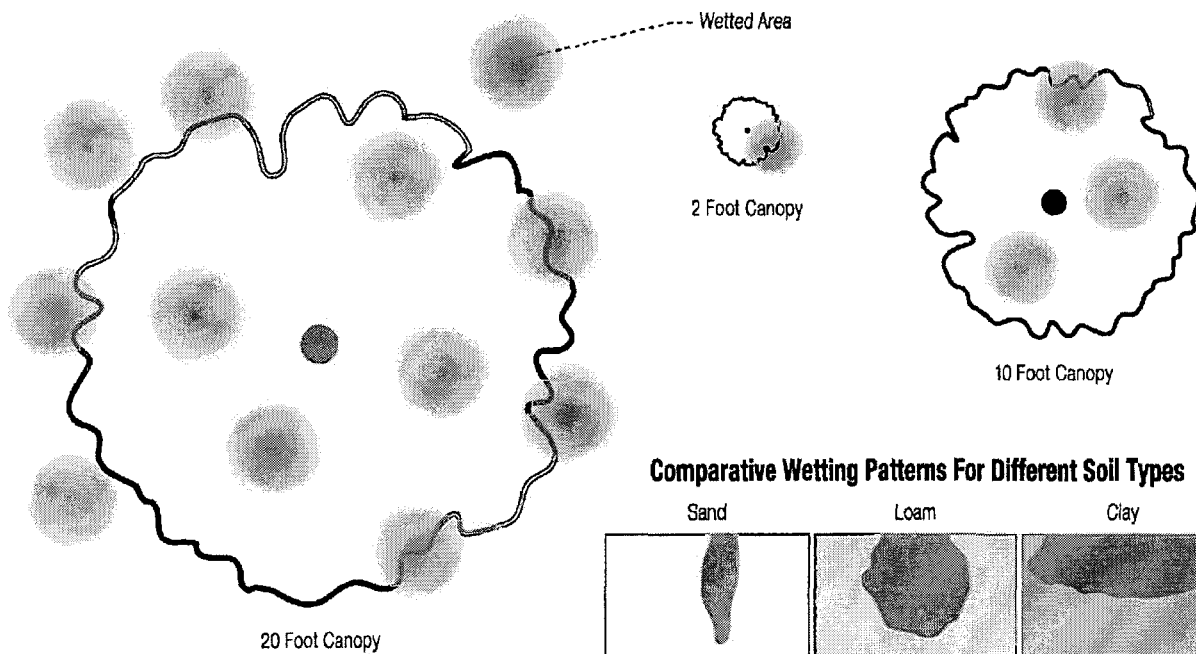 Wetted Area
2 Foot Canopy
10 Foot Canopy
20 Foot Canopy
Comparative Wetting Patterns For Different Soil Types
Sand
Loam
Clay